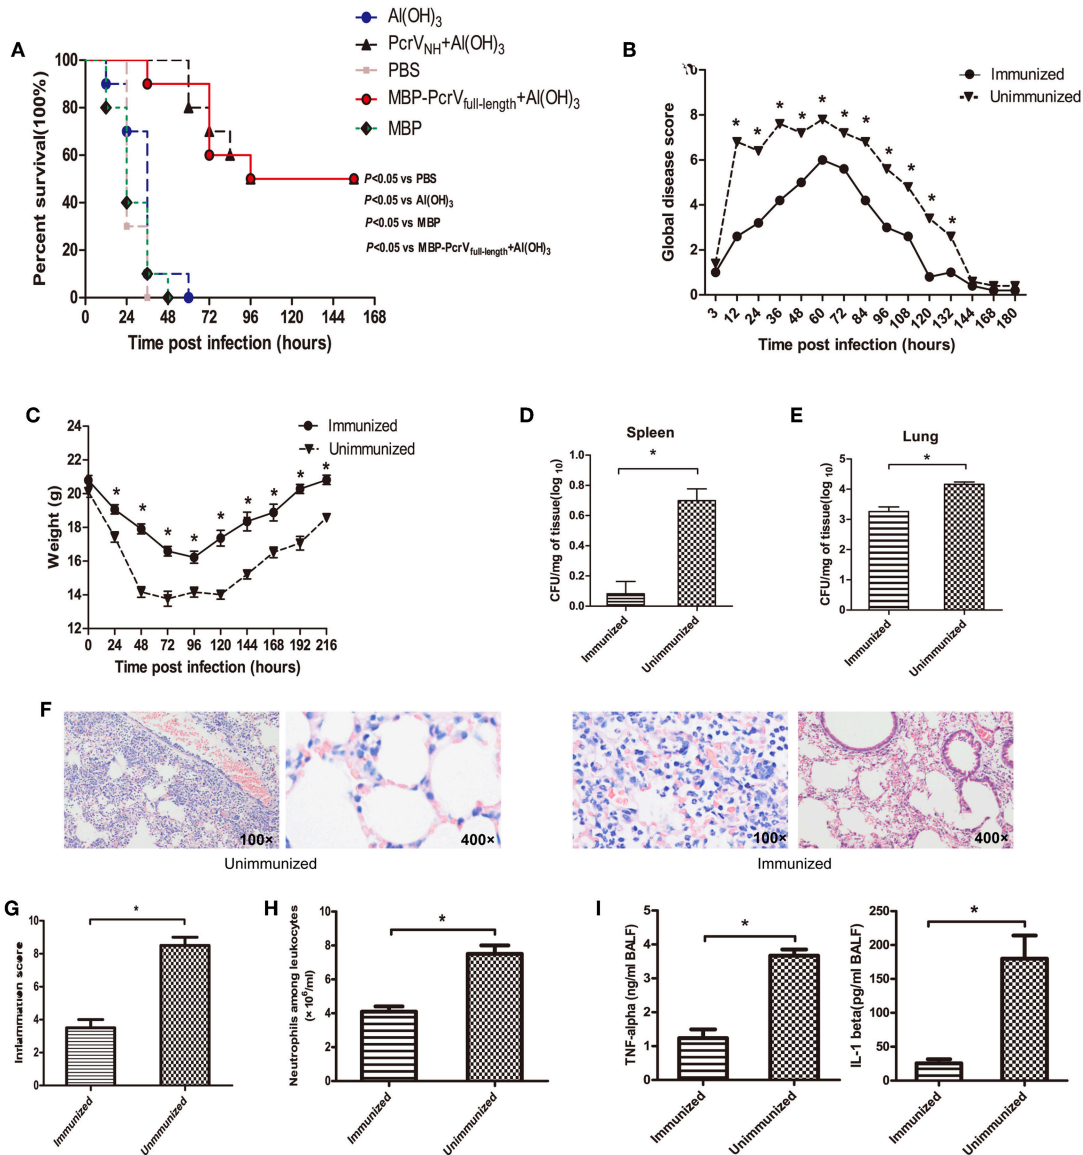 A
Al(OH)3
PcrVNH+Al(OH)3
PBS
MBP-PcrVfull-length+Al(OH)3
MBP
Percent survival(100%)
100
80
60
40
20
0
P<0.05 vs PBS
P<0.05 vs Al(OH)3
P<0.05 vs MBP
P<0.05 vs MBP-PcrVfull-length+Al(OH)3
0 24 48 72 96 120 144 168
Time post infection (hours)
B
Immunized
Unimmunized
Global disease score
10
8
6
4
2
0
* * * * * * * * * * *
3 12 24 36 48 60 72 84 96 108 120 132 144 168 180
Time post infection (hours)
C
Immunized
Unimmunized
Weight (g)
24
22
20
18
16
14
12
* * * * * * * * *
0 24 48 72 96 120 144 168 192 216
Time post infection (hours)
D
Spleen
*
CFU/mg of tissue(log 10)
1.0
0.8
0.6
0.4
0.2
0.0
Immunized Unimmunized
E
Lung
*
CFU/mg of tissue(log 10)
5
4
3
2
1
0
Immunized Unimmunized
F
100× 400× 100× 400×
Unimmunized Immunized
G
*
Inflammation score
10
8
6
4
2
0
Immunized Unmmunized
H
*
Neutrophils among leukocytes
(× 10⁶/ml)
10
8
6
4
2
0
Immunized Unimmunized
I
*
TNF-alpha (ng/ml BALF)
5
4
3
2
1
0
Immunized Unimmunized
*
IL-1 beta(pg/ml BALF)
250
200
150
100
50
0
Immunized Unimmunized